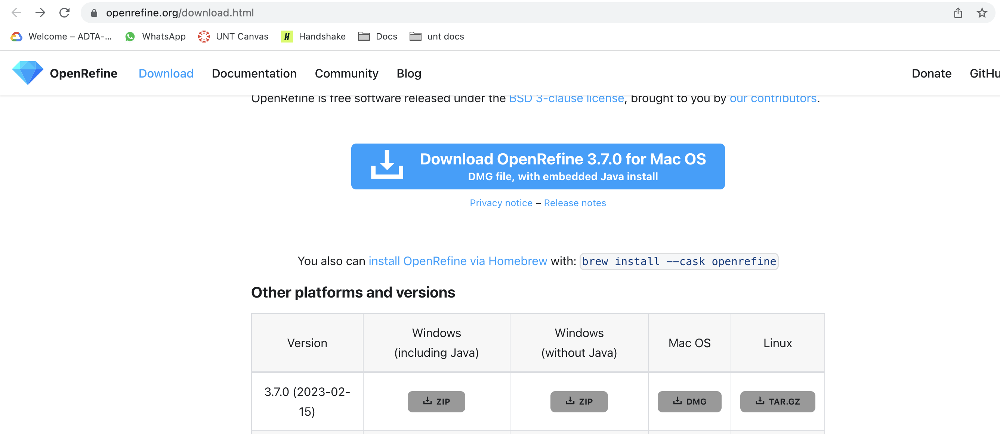 openrefine.org/download.html
Welcome – ADTA-... WhatsApp UNT Canvas H Handshake Docs unt docs
OpenRefine Download Documentation Community Blog Donate GitHu
OpenRefine is free software released under the BSD 3-clause license, brought to you by our contributors.
Download OpenRefine 3.7.0 for Mac OS
DMG file, with embedded Java install
Privacy notice – Release notes
You also can install OpenRefine via Homebrew with: brew install --cask openrefine
Other platforms and versions
Version Windows (including Java) Windows (without Java) Mac OS Linux
3.7.0 (2023-02-15) ZIP ZIP DMG TAR.GZ